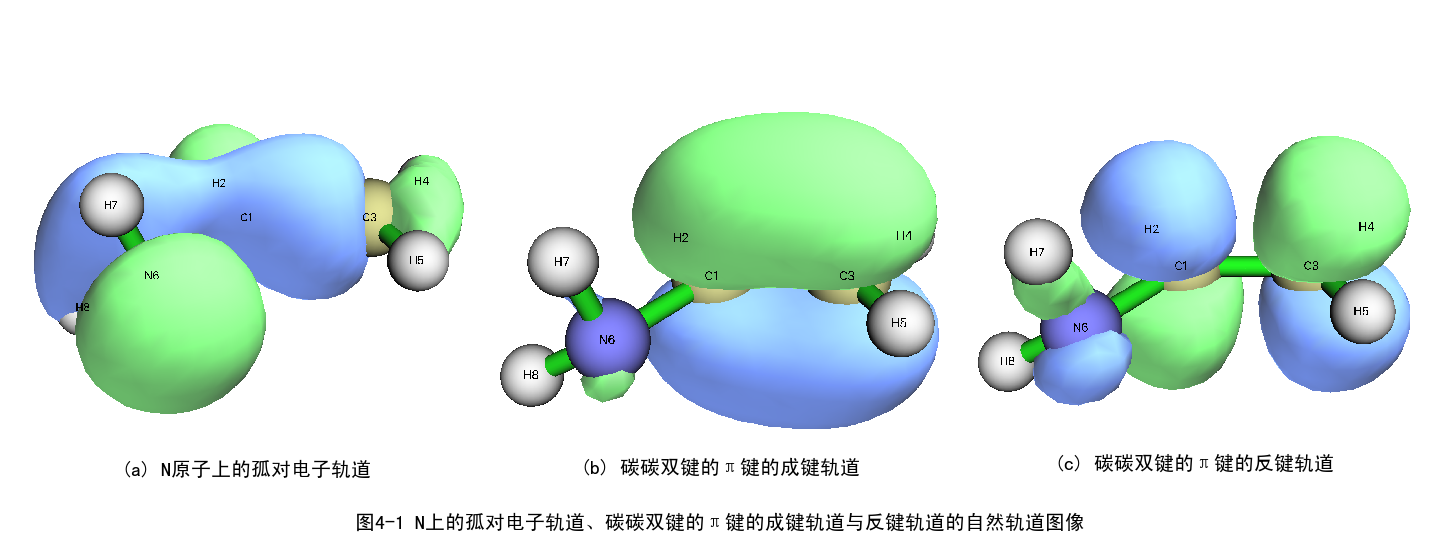 H2
H4
H7
C1
C3
N6
H5
H8
H2
H4
H7
C1
C3
H5
N6
H8
H2
H4
H7
C1
C3
H5
N6
H8
(a) N原子上的孤对电子轨道
(b) 碳碳双键的π键的成键轨道
(c) 碳碳双键的π键的反键轨道
图4-1 N上的孤对电子轨道、碳碳双键的π键的成键轨道与反键轨道的自然轨道图像